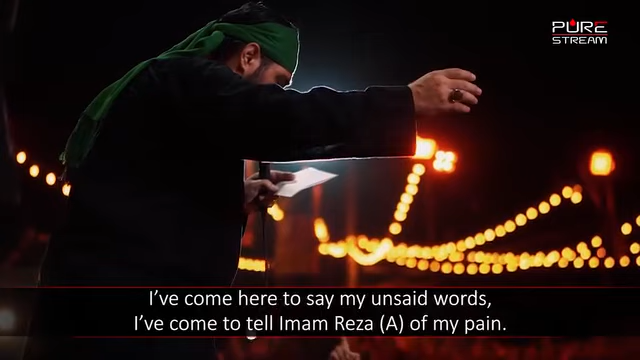 PURE
STREAM
I've come here to say my unsaid words,
I've come to tell Imam Reza (A) of my pain.